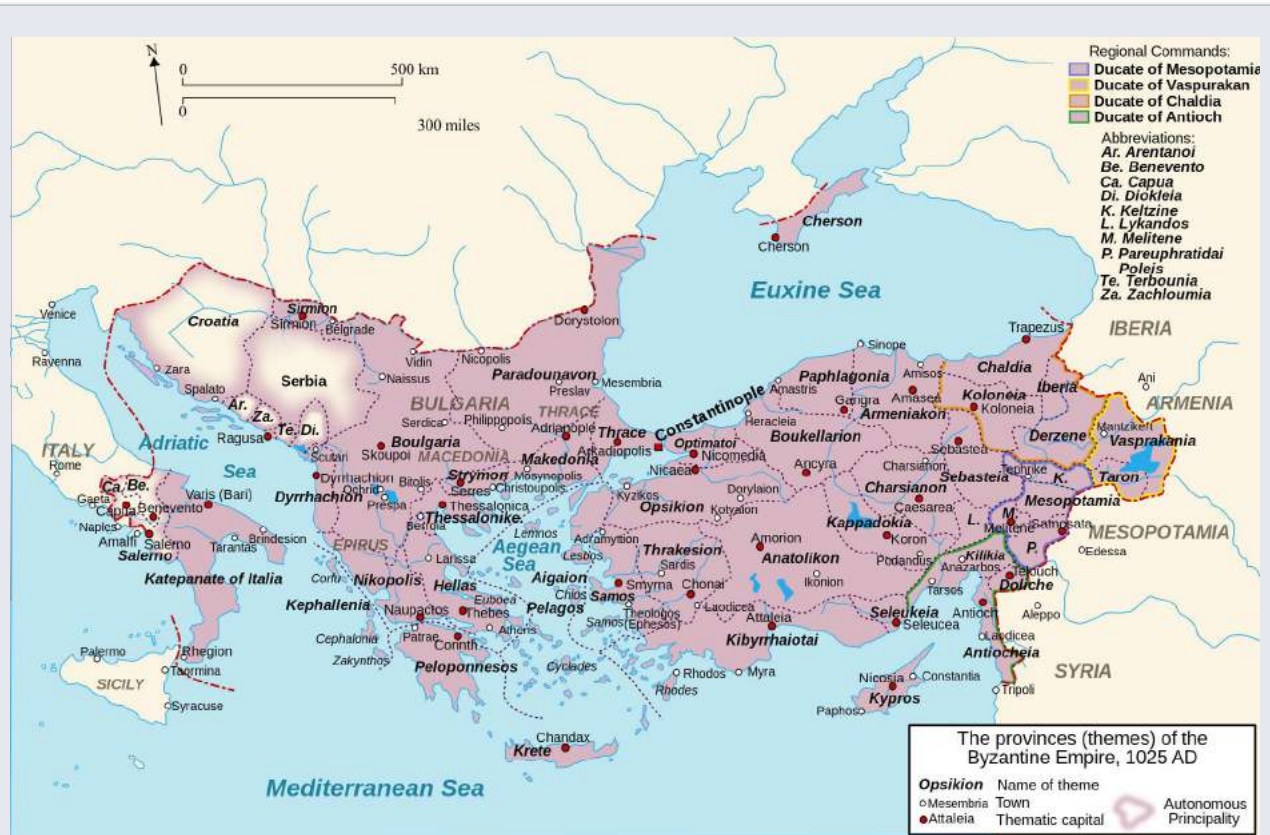 N
0
500 km
0
300 miles
Regional Commands:
Ducate of Mesopotamia
Ducate of Vaspurakan
Ducate of Chaldia
Ducate of Antioch
Abbreviations:
Ar. Arentanoi
Be. Benevento
Ca. Capua
Di. Diokleia
K. Keltzine
L. Lykandos
M. Melitene
P. Pareuphratidai
Poleis
Te. Terbounia
Za. Zachloumia
Cherson
Cherson
Euxine Sea
Venice
Ravenna
Croatia
Sirmion
Sirmion
Belgrade
Dorystolon
Zara
Spalato
Serbia
Vidin
Nicopolis
Naissus
Paradounavon
Preslav
Mesembria
BULGARIA
THRACE
Ar.
Za.
Te.
Di.
Ragusa
Serdica
Philippopolis
Adrianople
Thrace
Arkadiopolis
Constantinople
Boulgaria
Skoupoi
MACEDONIA
Makedonia
Mosynopolis
Scutari
Dyrrhachion
Dyrrhachion
Ohrid
Bitolis
Prespa
Strymon
Serres
Christoupolis
Thessalonica
Thessalonike
Berroia
ITALY
Rome
Adriatic
Sea
Ca.
Be.
Gaeta
Capua
Benevento
Naples
Amalfi
Salerno
Salerno
Varis (Bari)
Tarantas
Brindesion
Katepanate of Italia
Rhegion
Palermo
Taormina
SICILY
Syracuse
EPIRUS
Corfu
Nikopolis
Larissa
Hellas
Kephallenia
Naupactos
Thebes
Euboea
Cephalonia
Patrae
Athens
Zakynthos
Corinth
Peloponnesos
Aegean
Sea
Lemnos
Lesbos
Aigaion
Chios
Pelagos
Samos
Samos
Cyclades
Chandax
Krete
Mediterranean Sea
Trapezus
IBERIA
Sinope
Amastris
Paphlagonia
Amisos
Gangra
Amasea
Armeniakon
Chaldia
Koloneia
Koloneia
Iberia
Ani
ARMENIA
Heracleia
Optimatoi
Nicomedia
Nicaea
Boukellarion
Ancyra
Charsianon
Sebastea
Sebasteia
Derzene
Mantzikert
Vasprakania
Taron
Tephrike
K.
Kyzikos
Opsikion
Dorylaion
Kotyaion
Charsianon
Caesarea
Mesopotamia
L.
M.
Melitene
Samosata
MESOPOTAMIA
Edessa
P.
Adramyttion
Thrakesion
Sardis
Amorion
Anatolikon
Kappadokia
Koron
Podandus
Kilikia
Anazarbos
Telouch
Doliche
Smyrna
Chonai
Ikonion
Tarsos
Theologos
(Ephesos)
Laodicea
Attaleia
Kibyrrhaiotai
Seleukeia
Seleucea
Antioch
Aleppo
Laodicea
Antiocheia
SYRIA
Rhodos
Rhodes
Myra
Nicosia
Constantia
Kypros
Paphos
Tripoli
The provinces (themes) of the
Byzantine Empire, 1025 AD
Opsikion Name of theme
Mesembria Town
Attaleia Thematic capital
Autonomous
Principality